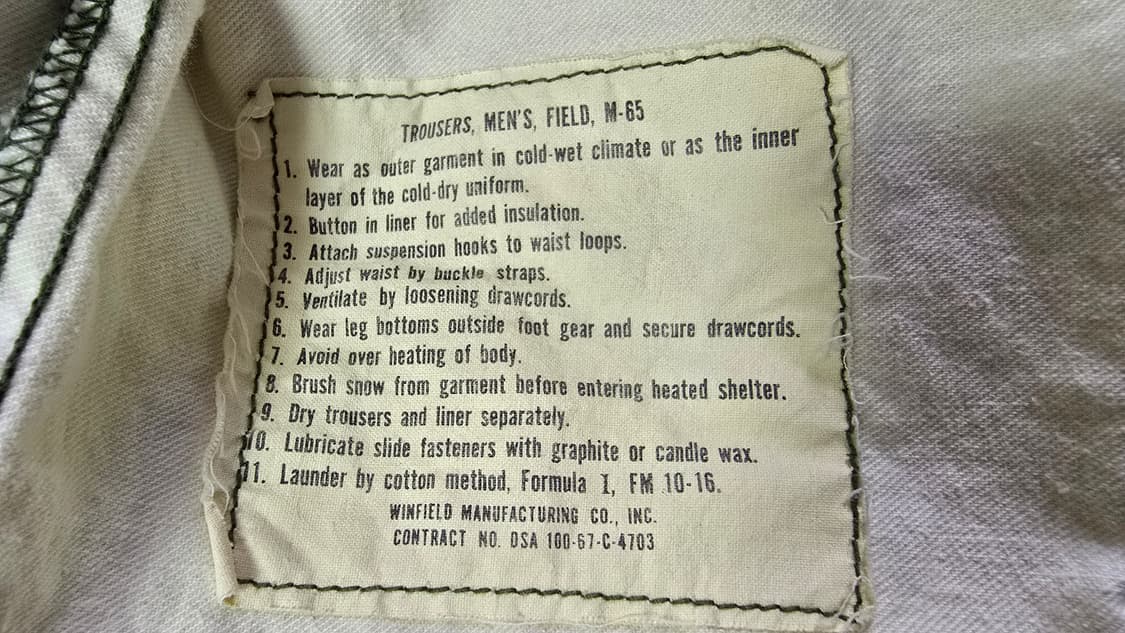 TROUSERS, MEN'S, FIELD, M-65
1. Wear as outer garment in cold-wet climate or as the inner
layer of the cold-dry uniform.
2. Button in liner for added insulation.
3. Attach suspension hooks to waist loops.
4. Adjust waist by buckle straps.
5. Ventilate by loosening drawcords.
6. Wear leg bottoms outside foot gear and secure drawcords.
7. Avoid over heating of body.
8. Brush snow from garment before entering heated shelter.
9. Dry trousers and liner separately.
10. Lubricate slide fasteners with graphite or candle wax.
11. Launder by cotton method, Formula I, FM 10-16.
WINFIELD MANUFACTURING CO., INC.
CONTRACT NO. DSA 100-67-C-4703